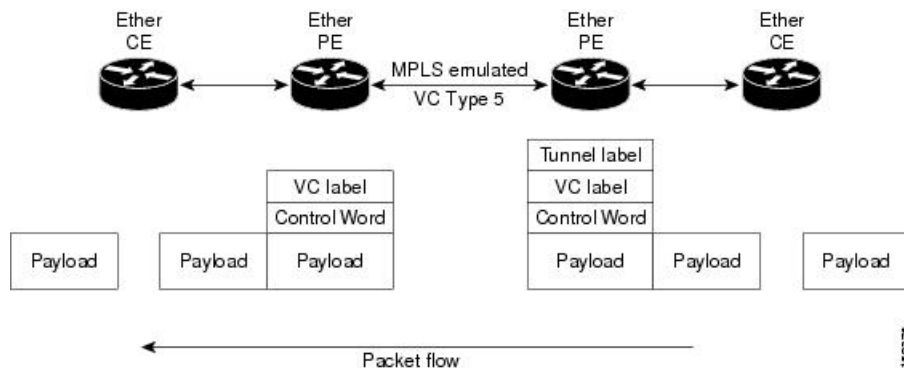 Ether
CE
Ether
PE
Ether
PE
Ether
CE
MPLS emulated
VC Type 5
Tunnel label
VC label
VC label
Control Word
Control Word
Payload
Payload
Payload
Payload
Payload
Payload
Packet flow